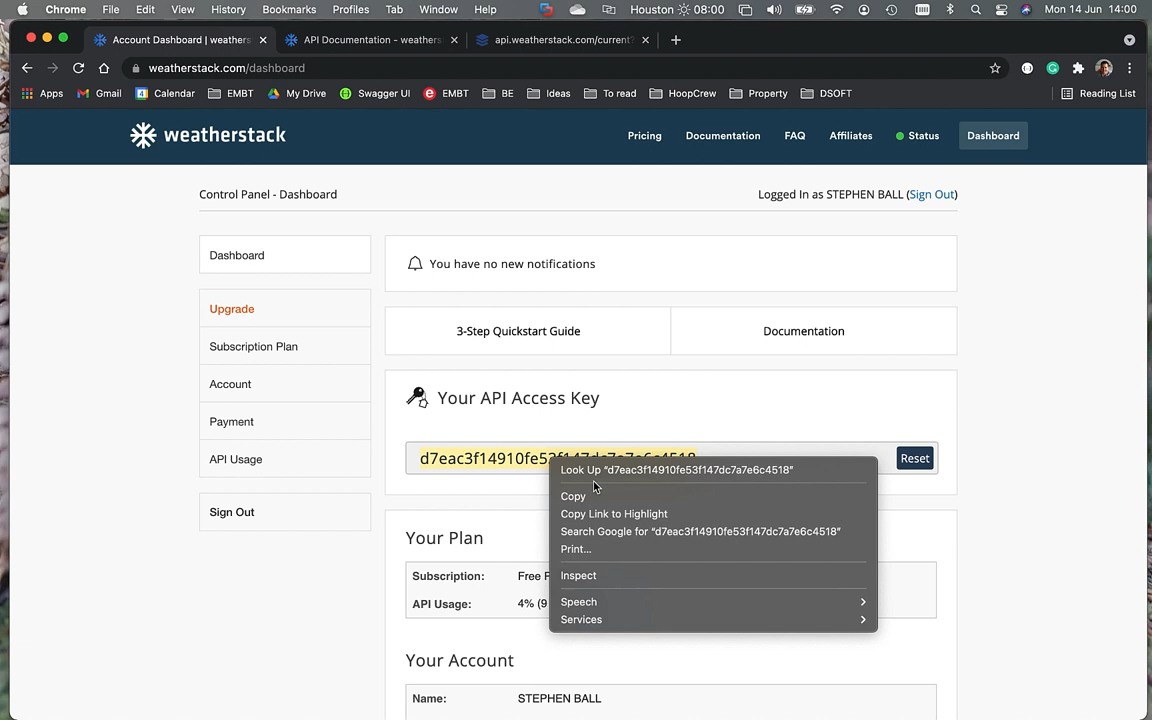 Chrome File Edit View History Bookmarks Profiles Tab Window Help Houston 08:00 Mon 14 Jun 14:00
Account Dashboard | weathers API Documentation - weathers api.weatherstack.com/current?
weatherstack.com/dashboard
Apps Gmail Calendar EMBT My Drive Swagger UI EMBT BE Ideas To read HoopCrew Property DSOFT Reading List
weatherstack Pricing Documentation FAQ Affiliates Status Dashboard
Control Panel - Dashboard Logged In as STEPHEN BALL (Sign Out)
Dashboard
You have no new notifications
Upgrade
3-Step Quickstart Guide Documentation
Subscription Plan
Account
Your API Access Key
Payment
API Usage
d7eac3f14910fe53f147dc7a7e6c4518 Reset
Look Up “d7eac3f14910fe53f147dc7a7e6c4518”
Copy
Sign Out
Copy Link to Highlight
Search Google for “d7eac3f14910fe53f147dc7a7e6c4518”
Your Plan
Print...
Subscription: Free
Inspect
API Usage: 4% (9
Speech
Services
Your Account
Name: STEPHEN BALL